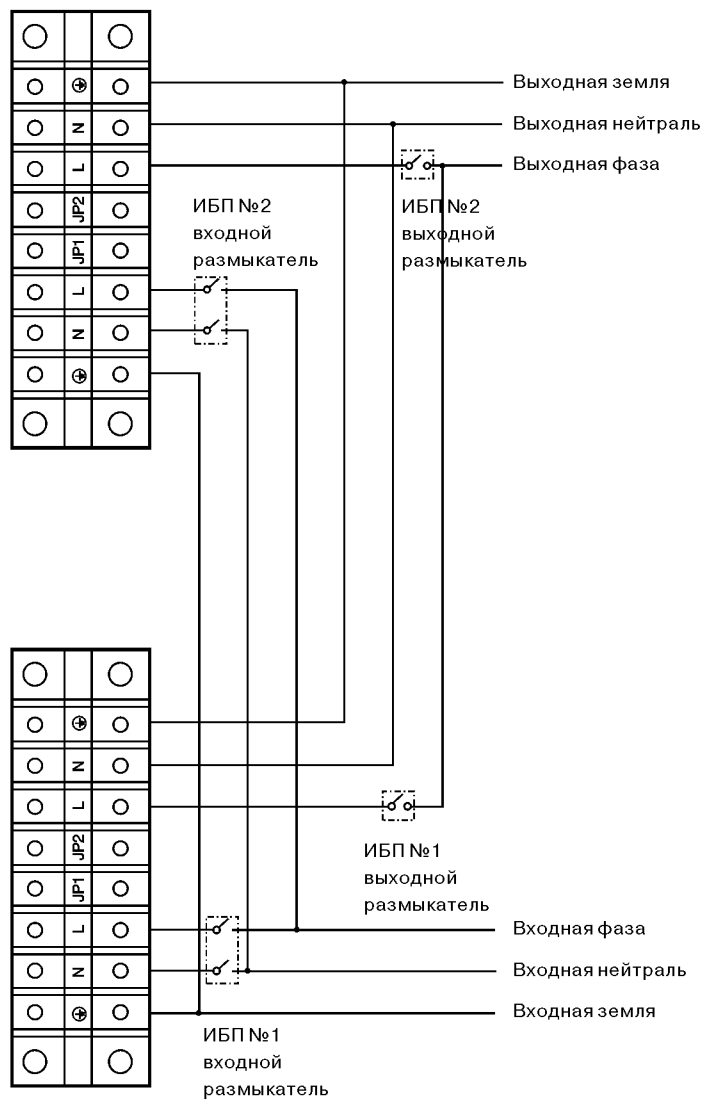 Выходная земля
N
Выходная нейтраль
L
Выходная фаза
JP2
ИБП №2
входной
размыкатель
ИБП №2
выходной
размыкатель
JP1
L
N
N
L
JP2
ИБП №1
выходной
размыкатель
JP1
L
Входная фаза
N
Входная нейтраль
Входная земля
ИБП №1
входной
размыкатель